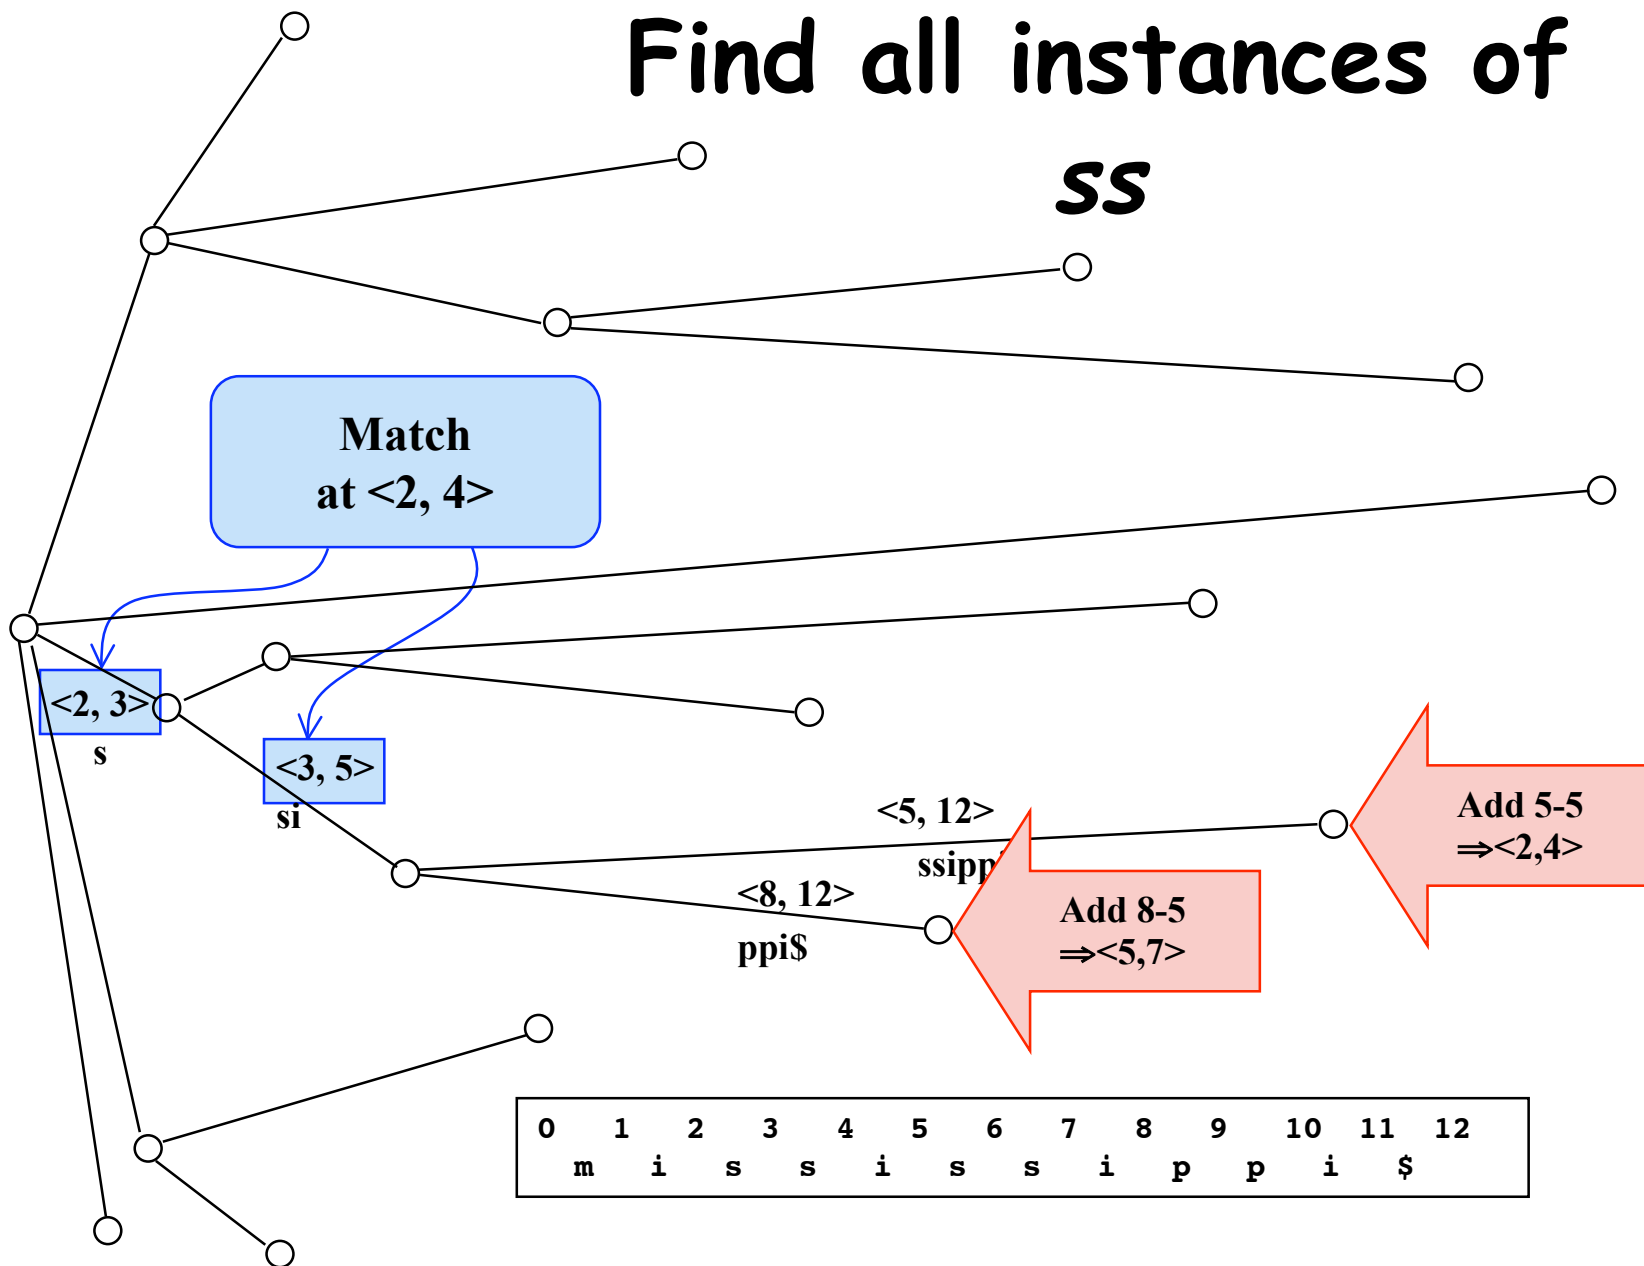 Find all instances of
ss
Match
at <2, 4>
<2, 3>
s
<3, 5>
si
<5, 12>
ssipp
Add 5-5
⇒<2,4>
<8, 12>
ppi$
Add 8-5
⇒<5,7>
0 1 2 3 4 5 6 7 8 9 10 11 12
m i s s i s s i p p i $